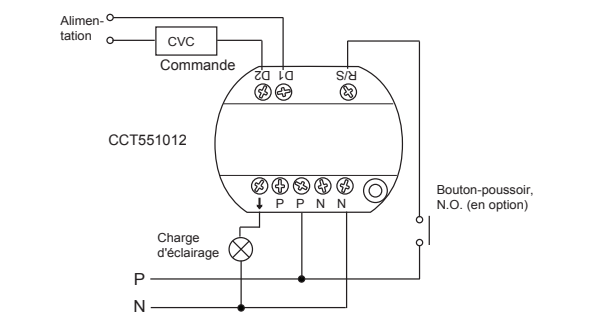 Alimen-
tation
CVC
Commande
D2 D1 R/S
CCT551012
P P N N
Bouton-poussoir,
N.O. (en option)
Charge
d'éclairage
P
N